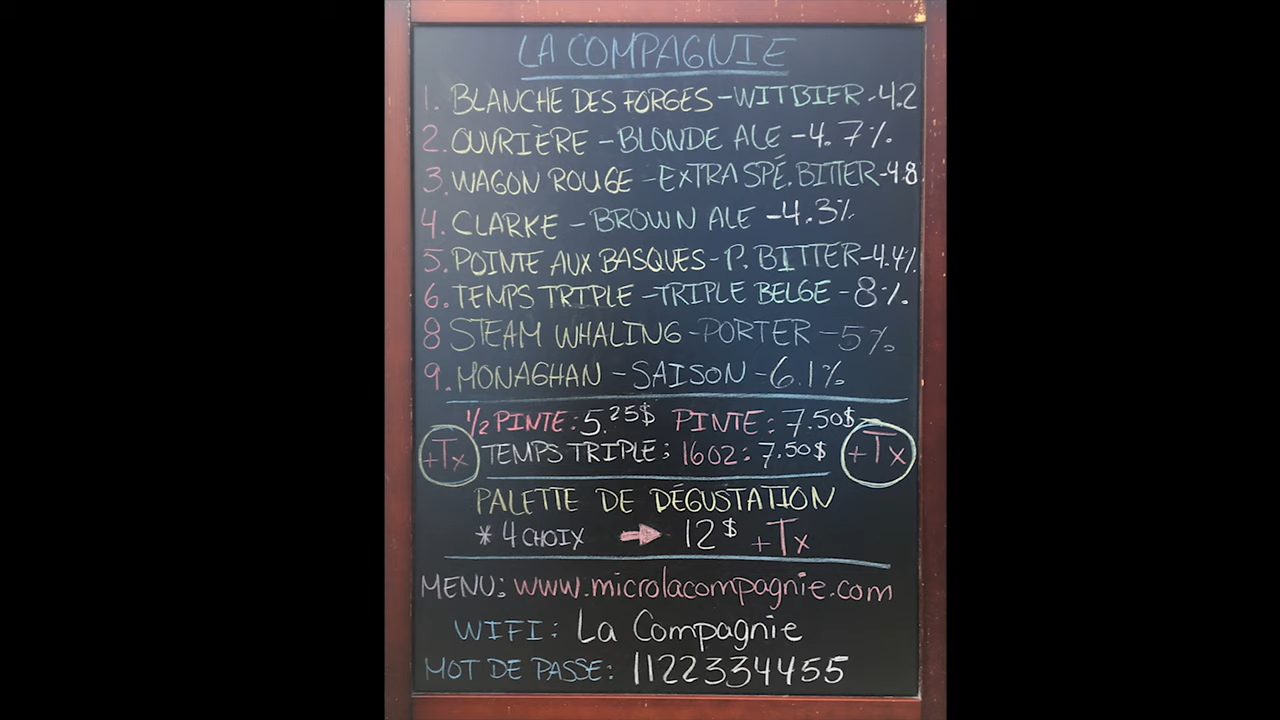 LA COMPAGNIE
1. BLANCHE DES FORGES - WITBIER - 4.2
2. OUVRIÈRE - BLONDE ALE - 4.7%
3. WAGON ROUGE - EXTRA SPÉ. BITTER - 4.8
4. CLARKE - BROWN ALE - 4.3%
5. POINTE AUX BASQUES - P. BITTER - 4.4%
6. TEMPS TRIPLE - TRIPLE BELGE - 8%
8 STEAM WHALING - PORTER - 5%
9. MONAGHAN - SAISON - 6.1%
1/2 PINTE : 5.25$ PINTE : 7.50$
+Tx TEMPS TRIPLE : 16OZ : 7.50$ +Tx
PALETTE DE DÉGUSTATION
* 4 CHOIX → 12$ +Tx
MENU : www.microlacompagnie.com
WIFI : La Compagnie
MOT DE PASSE : 1122334455